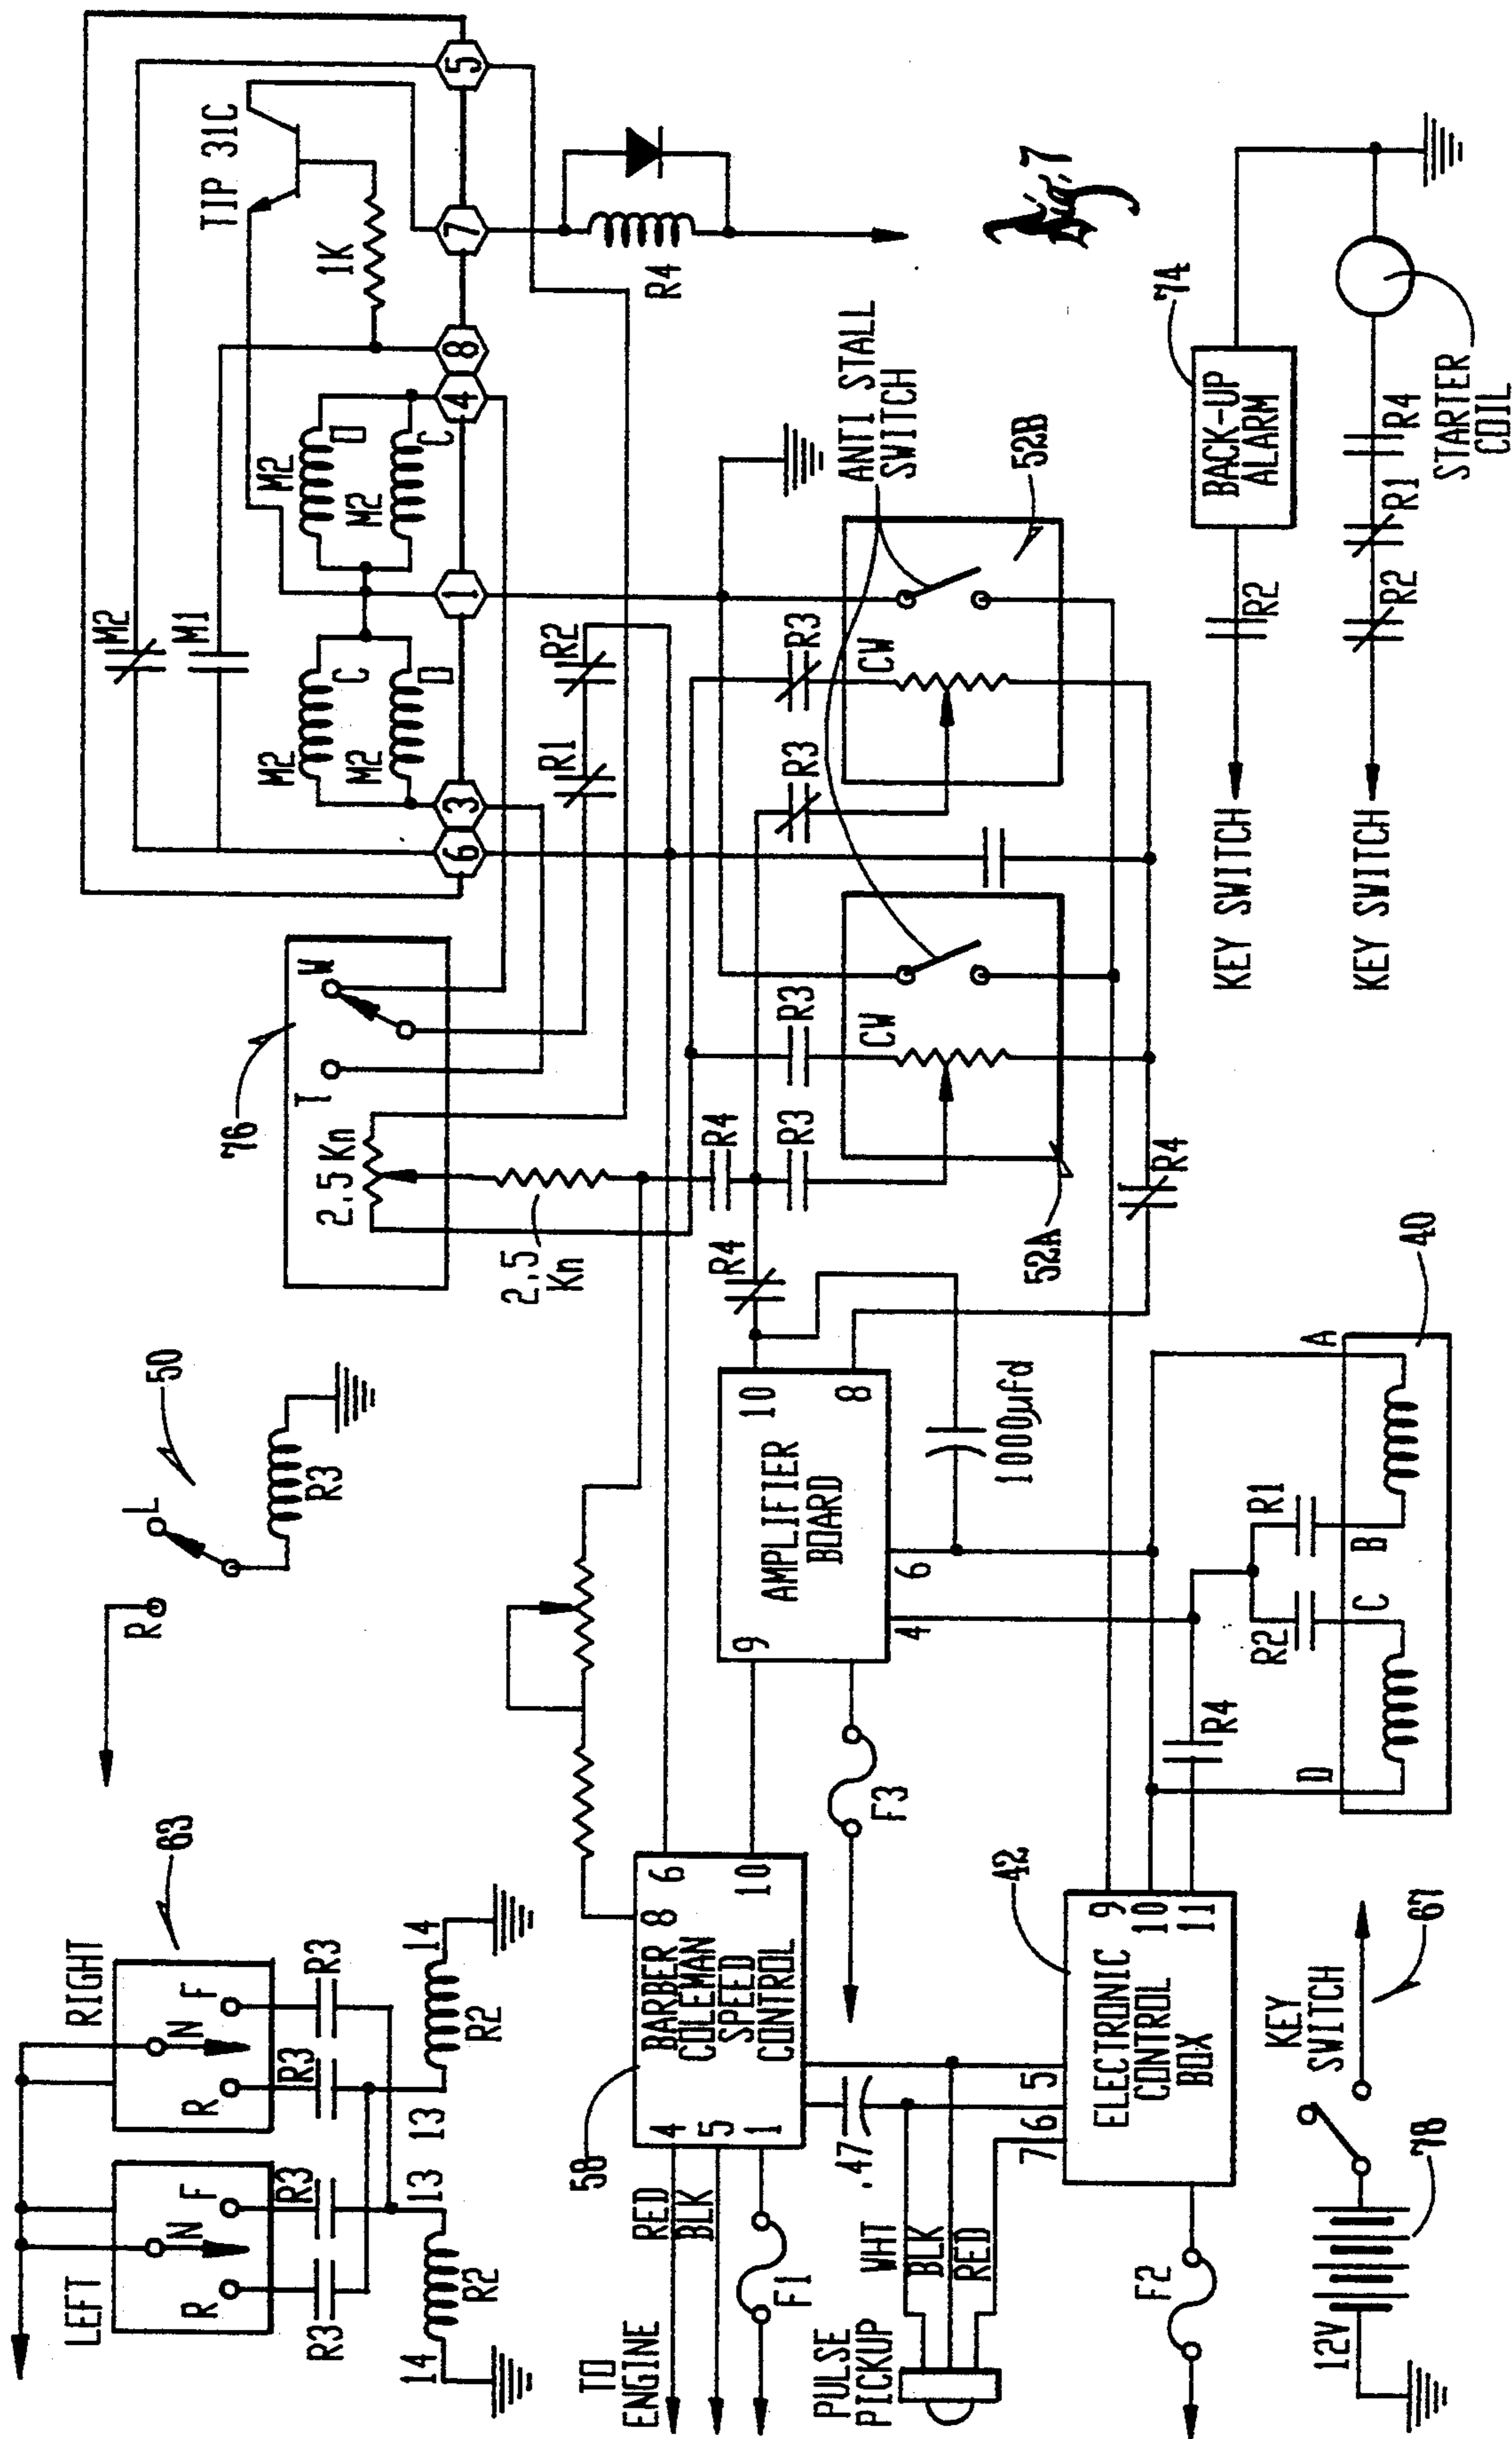 LEFT
RIGHT
63
R
N
F
R
N
F
R3
R3
R3
R3
13
13
14
14
R2
R2
50
R
L
R3
76
T
W
2.5 Kn
2.5
Kn
M2
M1
TIP 31C
1K
M2
C
M2
O
M2
O
M2
C
6
3
1
4
8
7
5
R1
R2
R4
TO
ENGINE
RED
BLK
4
5
1
F1
58
BARBER
COLEMAN
SPEED
CONTROL
8
6
10
9
AMPLIFIER
BOARD
10
8
6
4
F3
1000µfd
R4
R4
R3
R3
R3
R3
CW
CW
52A
52B
ANTI STALL
SWITCH
R4
PULSE
PICKUP
WHT
BLK
RED
.47
7
6
5
42
ELECTRONIC
CONTROL
BOX
9
10
11
F2
R4
R2
R1
D
C
B
A
40
12V
78
KEY
SWITCH
67
KEY SWITCH
R2
BACK-UP
ALARM
74
KEY SWITCH
R2
R1
R4
STARTER
COIL
Fig. 7